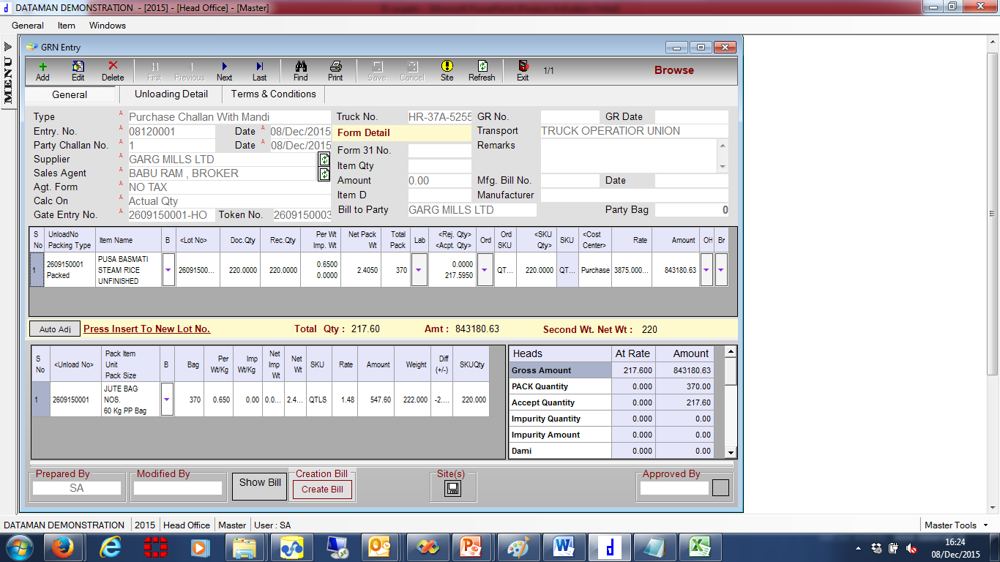 DATAMAN DEMONSTRATION - [2015] - [Head Office] - [Master]
General Item Windows
MENU
GRN Entry
Add Edit Delete First Previous Next Last Find Print Save Cancel Site Refresh Exit 1/1 Browse
General Unloading Detail Terms & Conditions
Type Purchase Challan With Mandi Truck No. HR-37A-5255 GR No. GR Date
Entry. No. 08120001 Date 08/Dec/2015 Form Detail Transport TRUCK OPERATIOR UNION
Party Challan No. 1 Date 08/Dec/2015 Form 31 No. Remarks
Supplier GARG MILLS LTD Item Qty
Sales Agent BABU RAM , BROKER Amount 0.00 Mfg. Bill No. Date
Agt. Form NO TAX Item D Manufacturer
Calc On Actual Qty Bill to Party GARG MILLS LTD Party Bag 0
Gate Entry No. 2609150001-HO Token No. 2609150003
S No UnloadNo Packing Type Item Name B <Lot No> Doc.Qty Rec.Qty Per Wt Imp. Wt Net Pack Wt Total Pack Lab <Rej. Qty> <Acpt. Qty> Ord Ord SKU <SKU Qty> SKU <Cost Center> Rate Amount OH Br
1 2609150001 Packed PUSA BASMATI STEAM RICE UNFINISHED 26091500... 220.0000 220.0000 0.6500 0.0000 2.4050 370 0.0000 217.5950 QT... 220.0000 QT... Purchase 3875.000... 843180.63
Auto Adj Press Insert To New Lot No. Total Qty : 217.60 Amt : 843180.63 Second Wt. Net Wt : 220
S No <Unload No> Pack Item Unit Pack Size B Bag Per Wt/Kg Imp Wt/Kg Net Imp Wt Net Wt SKU Rate Amount Weight Diff (+/-) SKUQty
1 2609150001 JUTE BAG NOS. 60 Kg PP Bag 370 0.650 0.00 0.0... 2.4... QTLS 1.48 547.60 222.000 -2.... 220.000
Heads At Rate Amount
Gross Amount 217.600 843180.63
PACK Quantity 0.000 370.00
Accept Quantity 0.000 217.60
Impurity Quantity 0.000 0.00
Impurity Amount 0.000 0.00
Dami 0.000 0.00
Prepared By Modified By Creation Bill Site(s) Approved By
SA Show Bill Create Bill
DATAMAN DEMONSTRATION 2015 Head Office Master User : SA Master Tools
16:24
08/Dec/2015